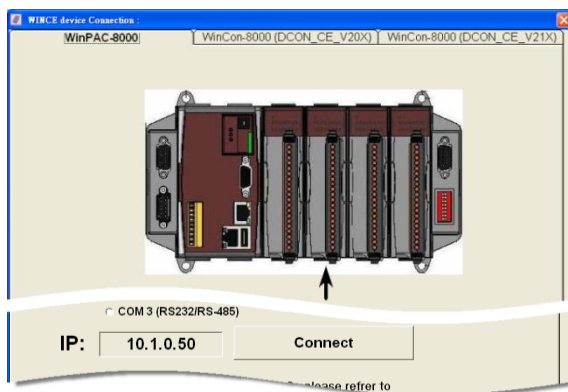 WINCE device Connection :
WinPAC-8000
WinCon-8000 (DCON_CE_V20X)
WinCon-8000 (DCON_CE_V21X)
COM 3 (RS232/RS-485)
IP:
10.1.0.50
Connect
please refrer to